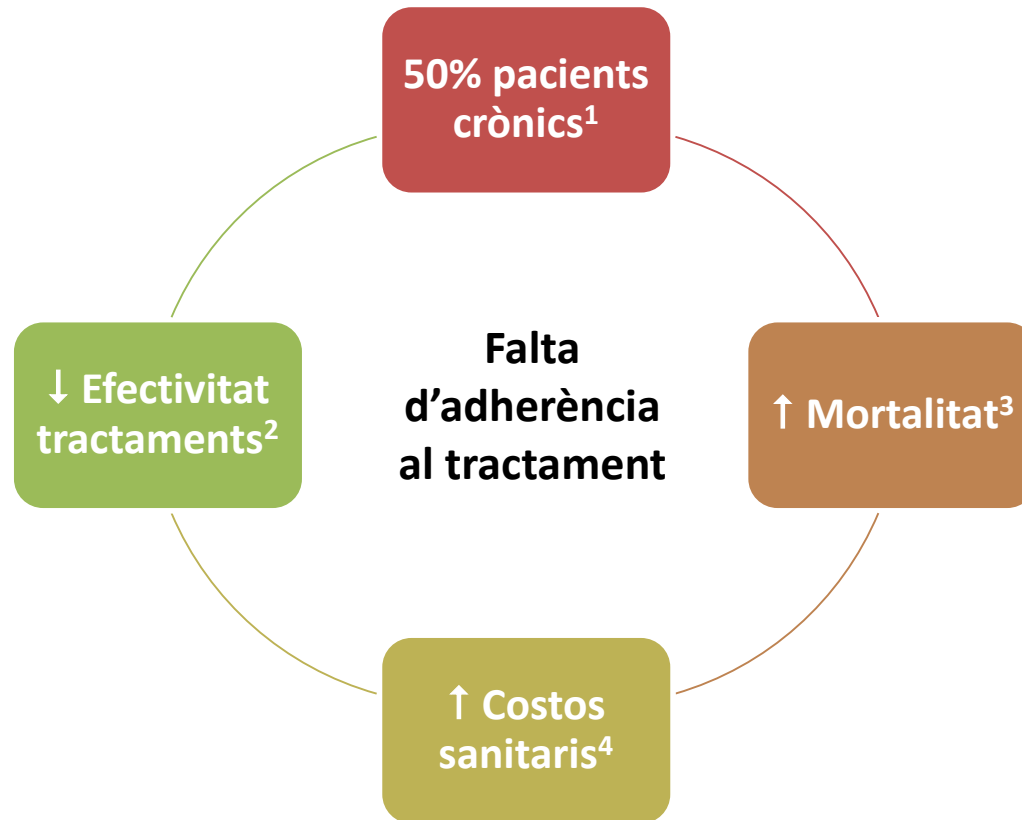 50% pacients
crònics¹
↓ Efectivitat
tractaments²
Falta
d’adherència
al tractament
↑ Mortalitat³
↑ Costos
sanitaris⁴